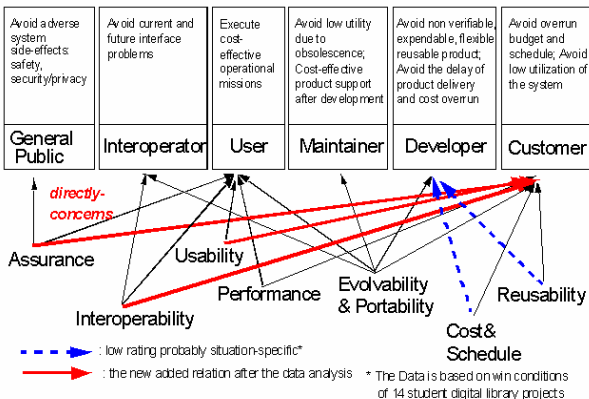 Avoid adverse
system
side-effects:
safety,
security/privacy
Avoid current and
future interface
problems
Execute
cost-
effective
operational
missions
Avoid low utility
due to
obsolescence;
Cost-effective
product support
after development
Avoid non verifiable,
expendable, flexible
reusable product;
Avoid the delay of
product delivery
and cost overrun
Avoid overrun
budget and
schedule; Avoid
low utilization of
the system
General
Public
Interoperator
User
Maintainer
Developer
Customer
directly-
concerns
Assurance
Usability
Interoperability
Performance
Evolvability
& Portability
Reusability
Cost&
Schedule
: low rating probably situation-specific*
: the new added relation after the data analysis
* The Data is based on win conditions
of 14 student digital library projects